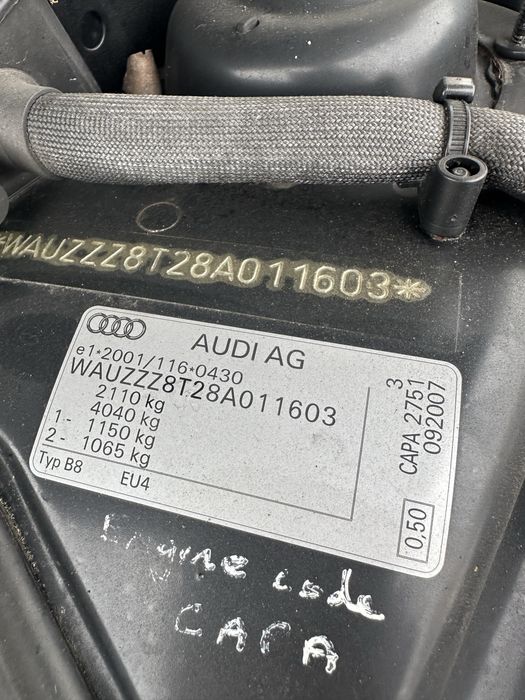 *WAUZZZ8T28A011603*
AUDI AG
e1*2001/116*0430
WAUZZZ8T28A011603
2110 kg
4040 kg
1- 1150 kg
2- 1065 kg
Typ B8 EU4
3
CAPA 2751
092007
0,50
Engine code
CAPA